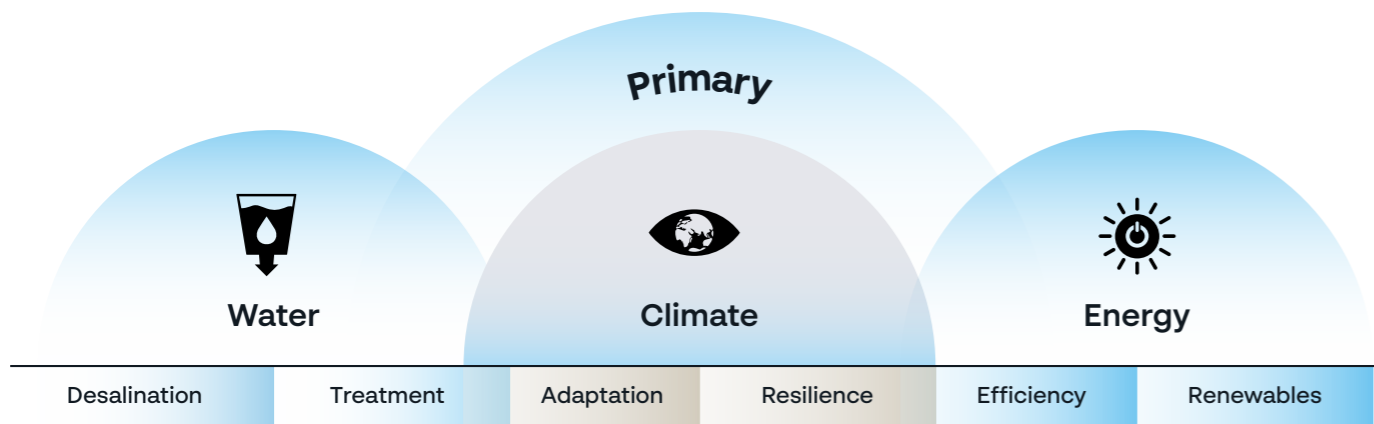 Primary
Water
Climate
Energy
Desalination
Treatment
Adaptation
Resilience
Efficiency
Renewables